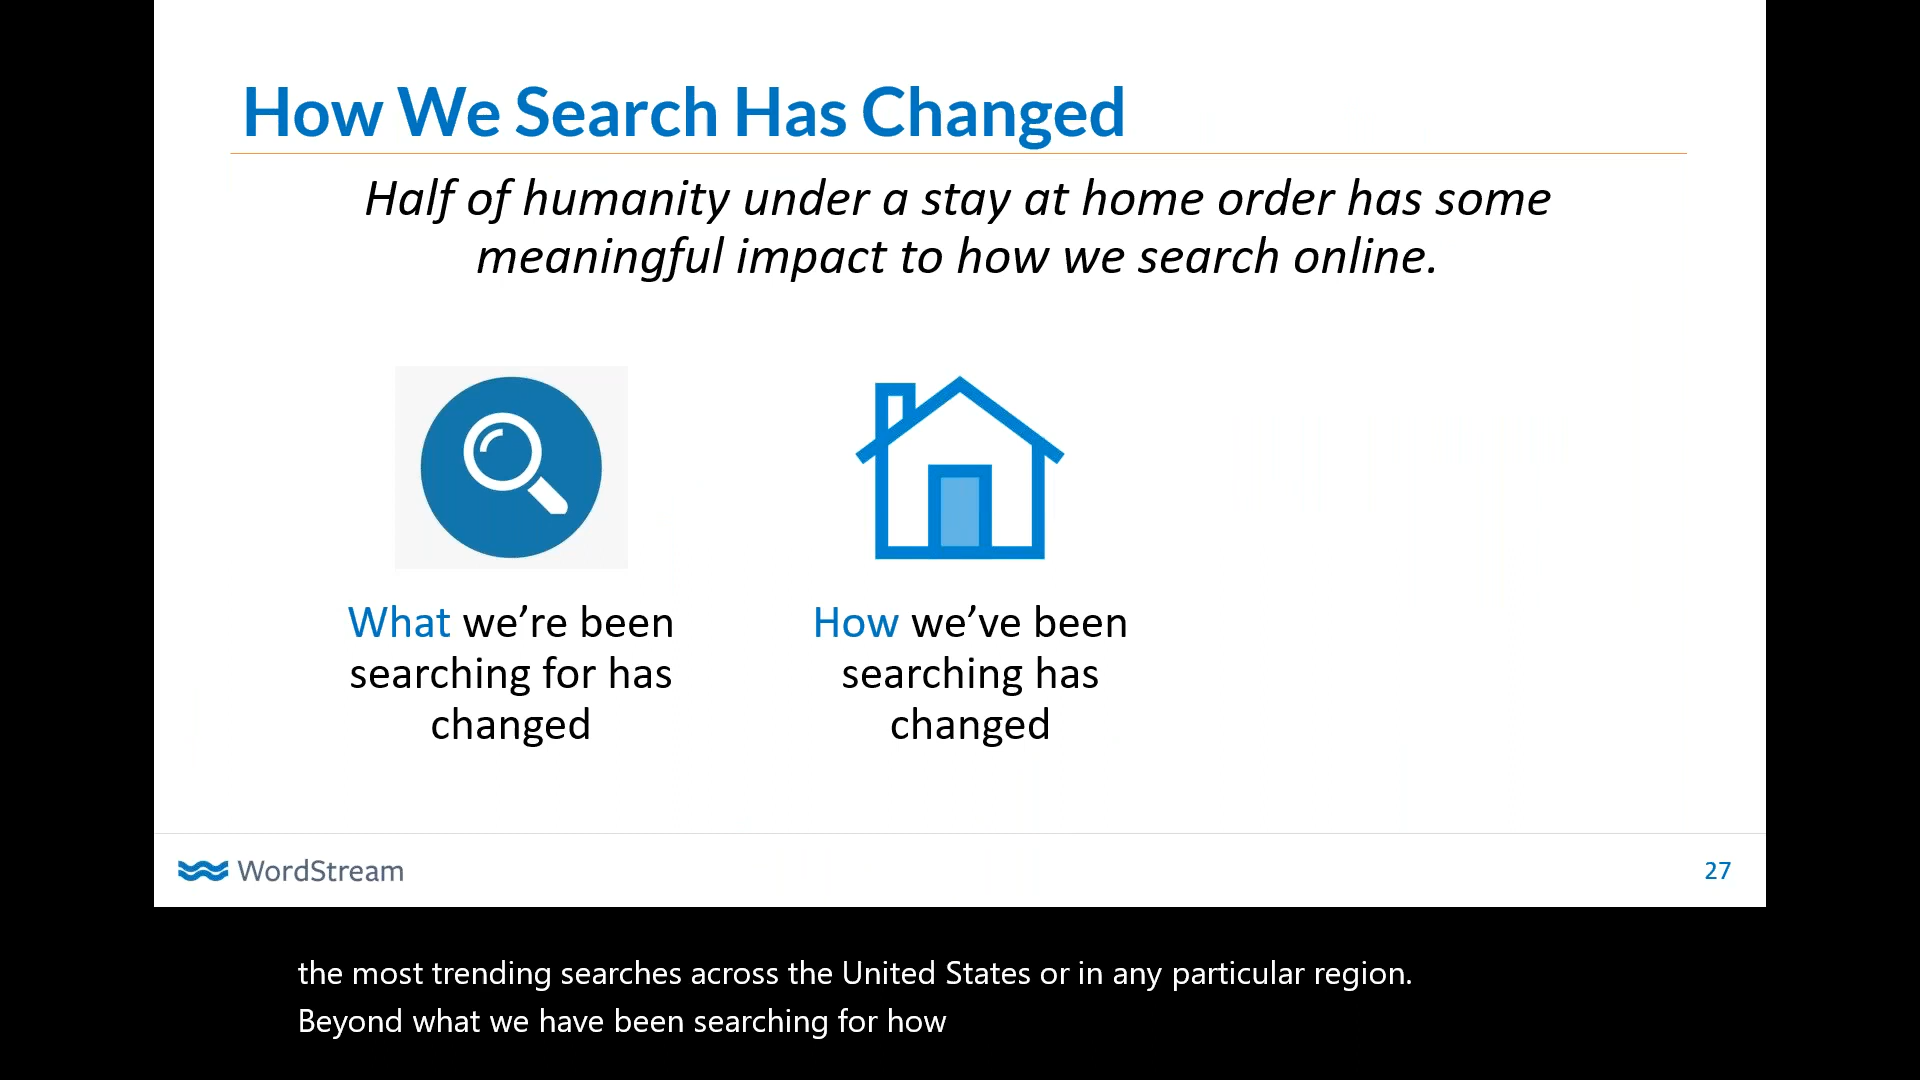 How We Search Has Changed
Half of humanity under a stay at home order has some
meaningful impact to how we search online.
What we’re been
searching for has
changed
How we’ve been
searching has
changed
WordStream
27
the most trending searches across the United States or in any particular region.
Beyond what we have been searching for how